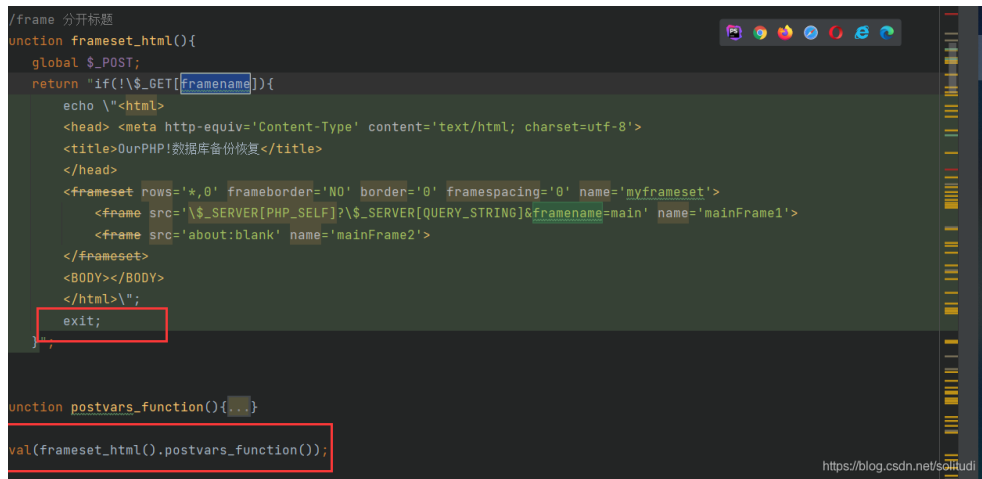 /frame 分开标题
unction frameset_html(){
global $_POST;
return "if(!\$_GET[framename]){
echo \"<html>
<head> <meta http-equiv='Content-Type' content='text/html; charset=utf-8'>
<title>OurPHP!数据库备份恢复</title>
</head>
<frameset rows='*,0' frameborder='NO' border='0' framespacing='0' name='myframeset'>
<frame src='\$_SERVER[PHP_SELF]?\$_SERVER[QUERY_STRING]&framename=main' name='mainFrame1'>
<frame src='about:blank' name='mainFrame2'>
</frameset>
<BODY></BODY>
</html>\";
exit;
}";
unction postvars_function(){...}
val(frameset_html().postvars_function());
https://blog.csdn.net/solitudi